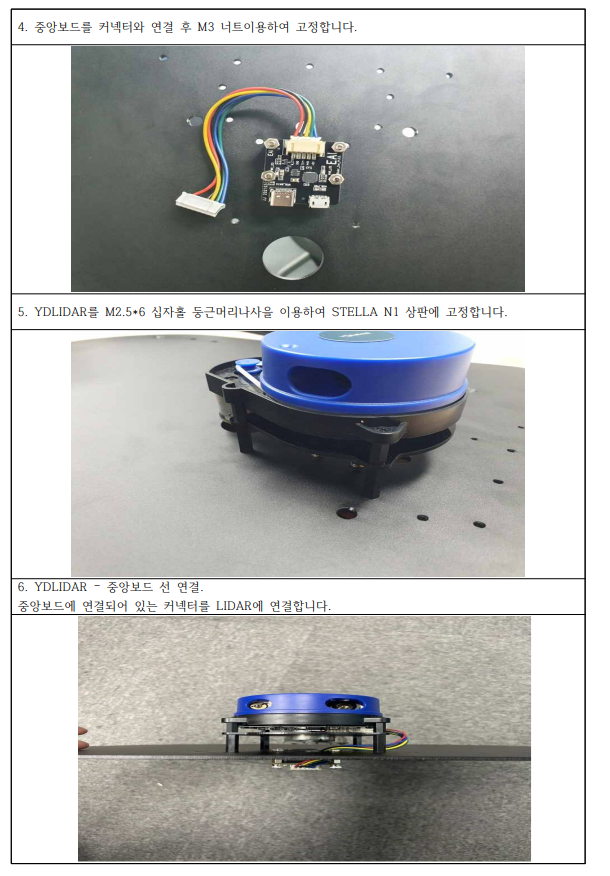 4. 중앙보드를 커넥터와 연결 후 M3 너트이용하여 고정합니다.
EAI
EAI
5. YDLIDAR를 M2.5*6 십자홀 둥근머리나사을 이용하여 STELLA N1 상판에 고정합니다.
6. YDLIDAR - 중앙보드 선 연결.
중앙보드에 연결되어 있는 커넥터를 LIDAR에 연결합니다.